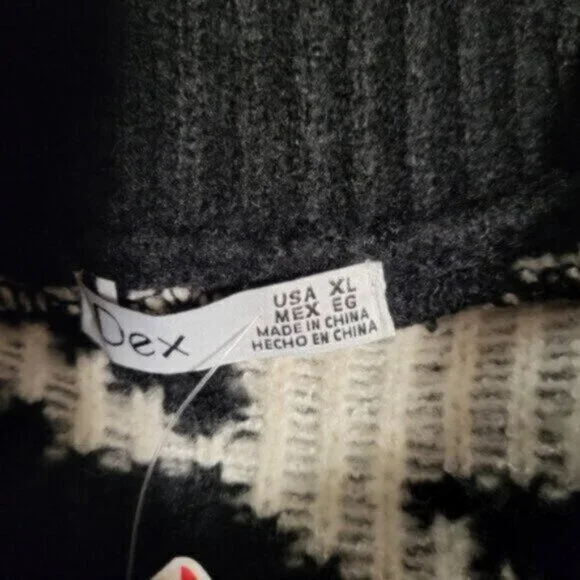 Dex
USA XL
MEX EG
MADE IN CHINA
HECHO EN CHINA